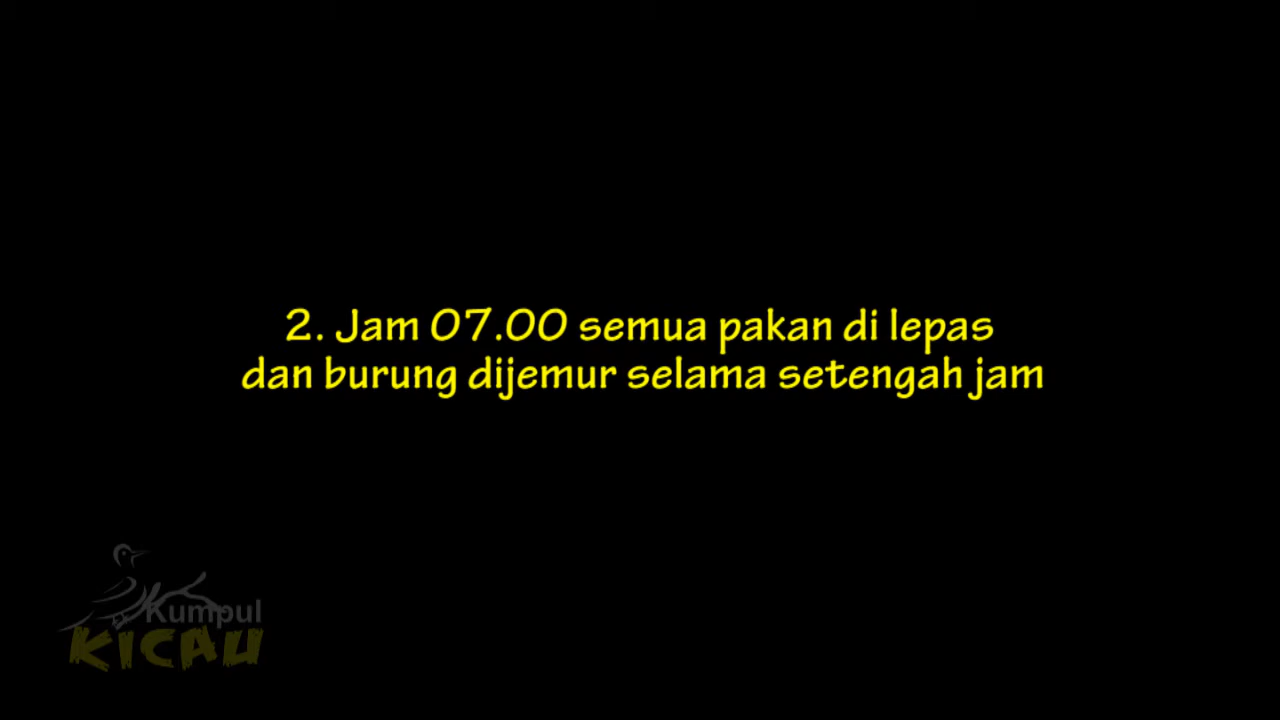 2. Jam 07.00 semua pakan di lepas
dan burung dijemur selama setengah jam
Kumpul
KICAU